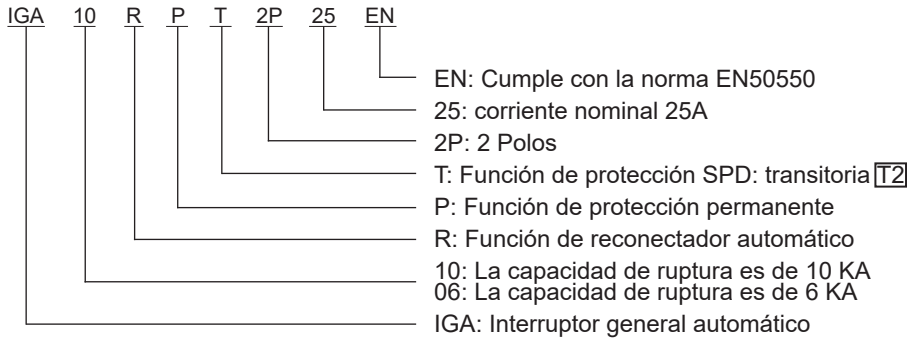 IGA 10 R P T 2P 25 EN
EN: Cumple con la norma EN50550
25: corriente nominal 25A
2P: 2 Polos
T: Función de protección SPD: transitoria T2
P: Función de protección permanente
R: Función de reconectador automático
10: La capacidad de ruptura es de 10 KA
06: La capacidad de ruptura es de 6 KA
IGA: Interruptor general automático